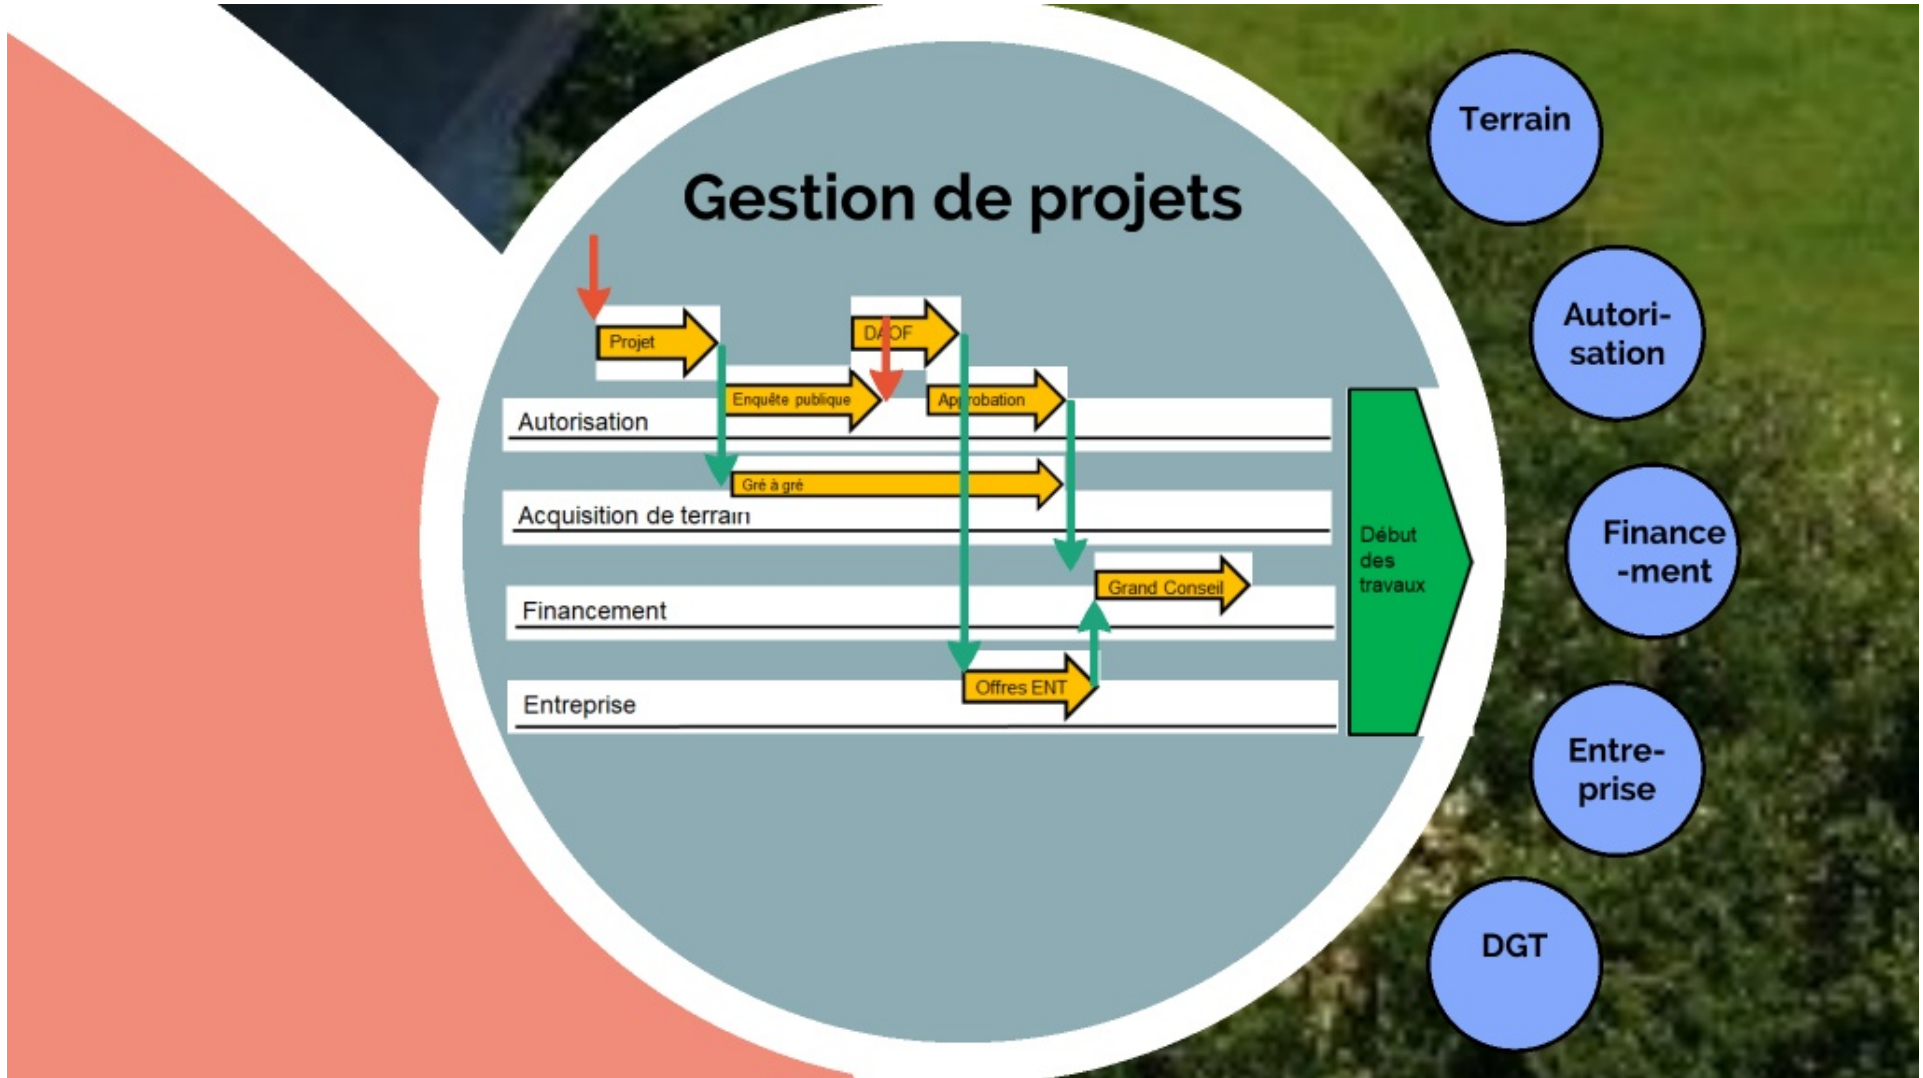 Gestion de projets
Projet
DAOF
Enquête publique
Approbation
Autorisation
Gré à gré
Acquisition de terrain
Grand Conseil
Financement
Offres ENT
Entreprise
Début
des
travaux
Terrain
Autori-
sation
Finance
-ment
Entre-
prise
DGT